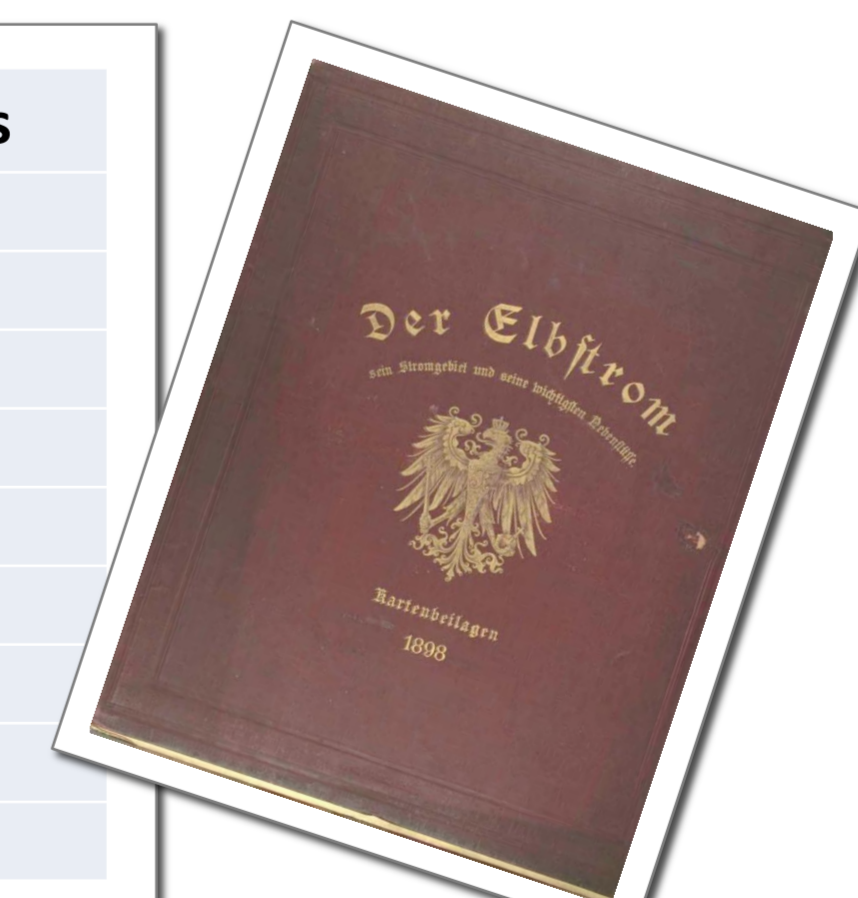 s
Der Elbstrom
sein Stromgebiet und seine wichtigsten Nebenflüsse
Kartenbeilagen
1898